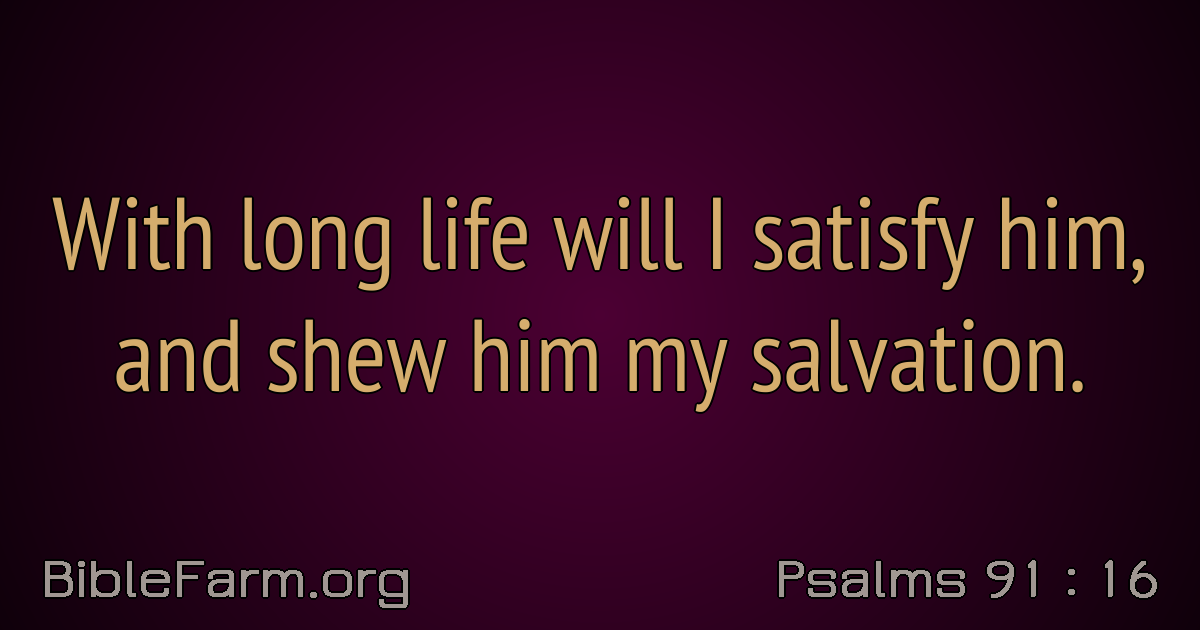 With long life will I satisfy him,
and shew him my salvation.
BibleFarm.org
Psalms 91 : 16